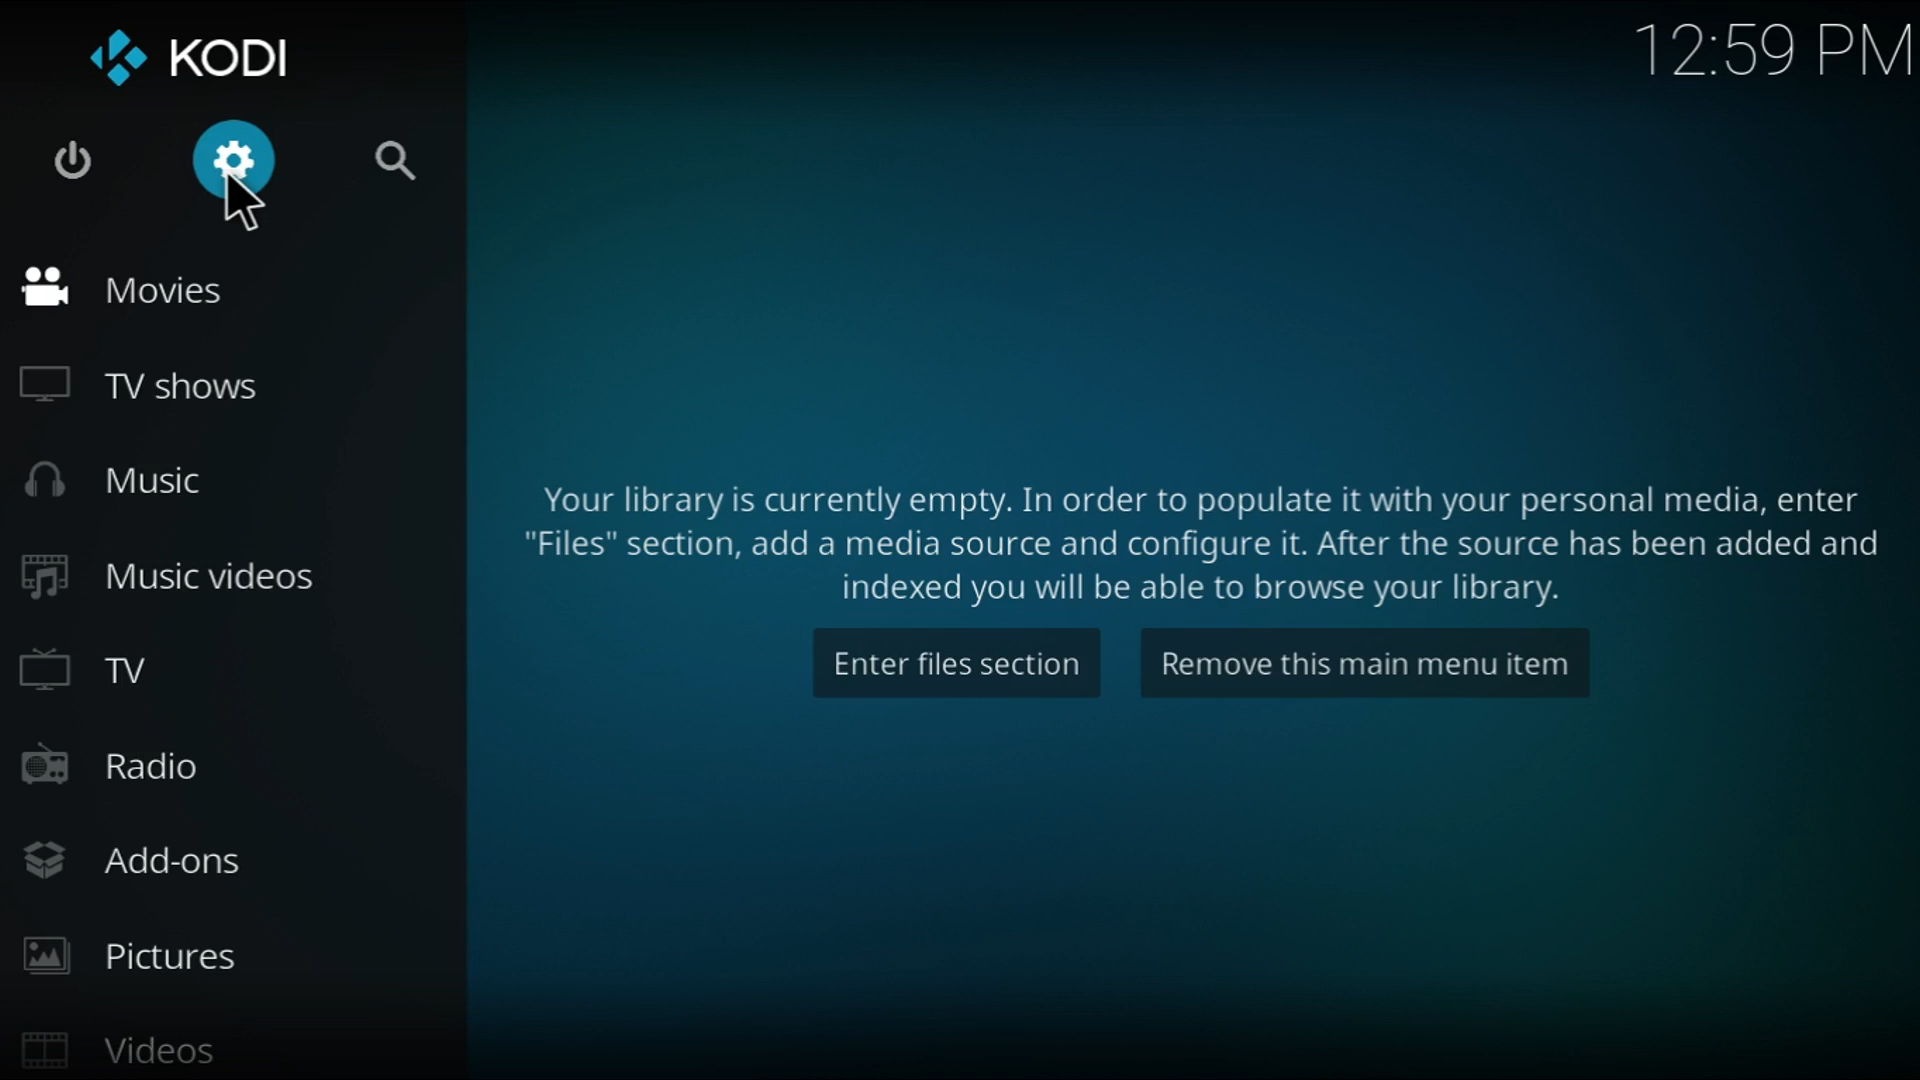 KODI
12:59 PM
Movies
TV shows
Music
Music videos
TV
Radio
Add-ons
Pictures
Videos
Your library is currently empty. In order to populate it with your personal media, enter
"Files" section, add a media source and configure it. After the source has been added and
indexed you will be able to browse your library.
Enter files section
Remove this main menu item